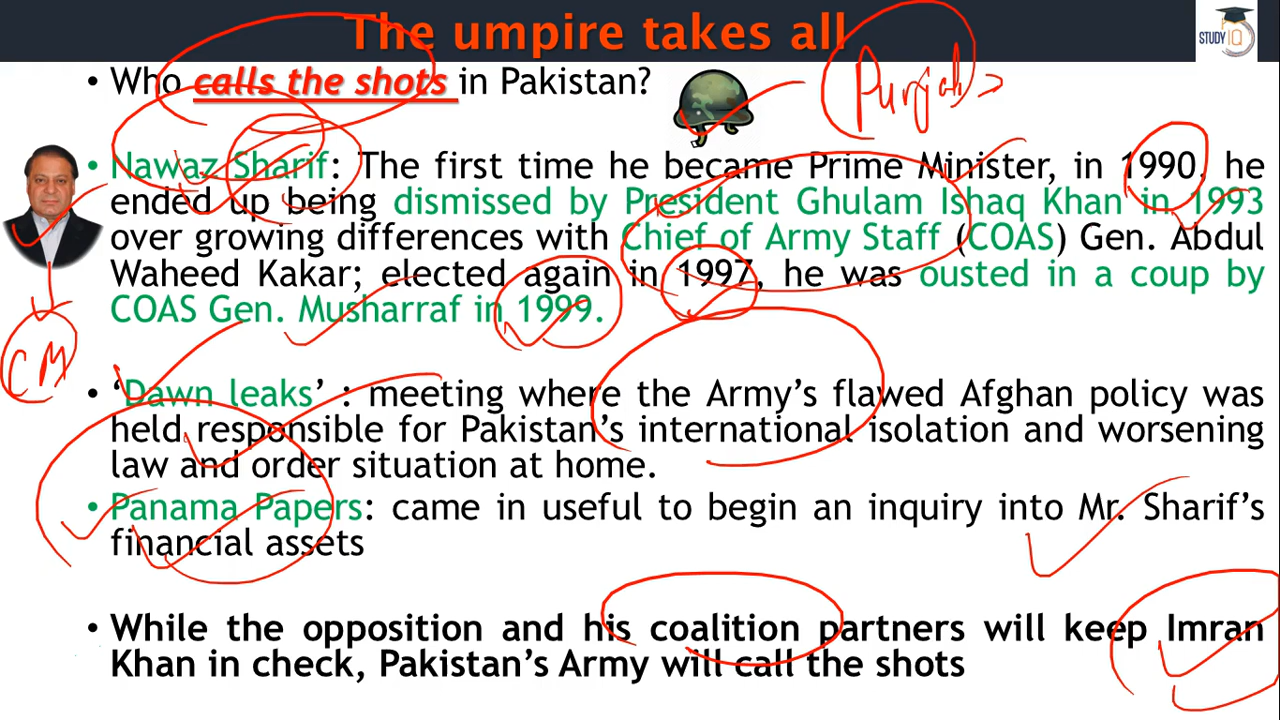 The umpire takes all
STUDY IQ
• Who calls the shots in Pakistan?
Punjab
• Nawaz Sharif: The first time he became Prime Minister, in 1990, he
ended up being dismissed by President Ghulam Ishaq Khan in 1993
over growing differences with Chief of Army Staff (COAS) Gen. Abdul
Waheed Kakar; elected again in 1997, he was ousted in a coup by
COAS Gen. Musharraf in 1999.
CM
• ‘Dawn leaks’ : meeting where the Army’s flawed Afghan policy was
held responsible for Pakistan’s international isolation and worsening
law and order situation at home.
• Panama Papers: came in useful to begin an inquiry into Mr. Sharif’s
financial assets
• While the opposition and his coalition partners will keep Imran
Khan in check, Pakistan’s Army will call the shots